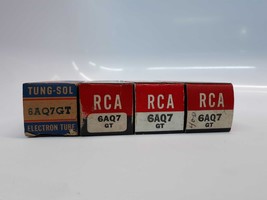 TUNG-SOL
6AQ7GT
ELECTRON TUBE
RCA
6AQ7
GT
RCA
6AQ7
GT
RCA
6AQ7
GT